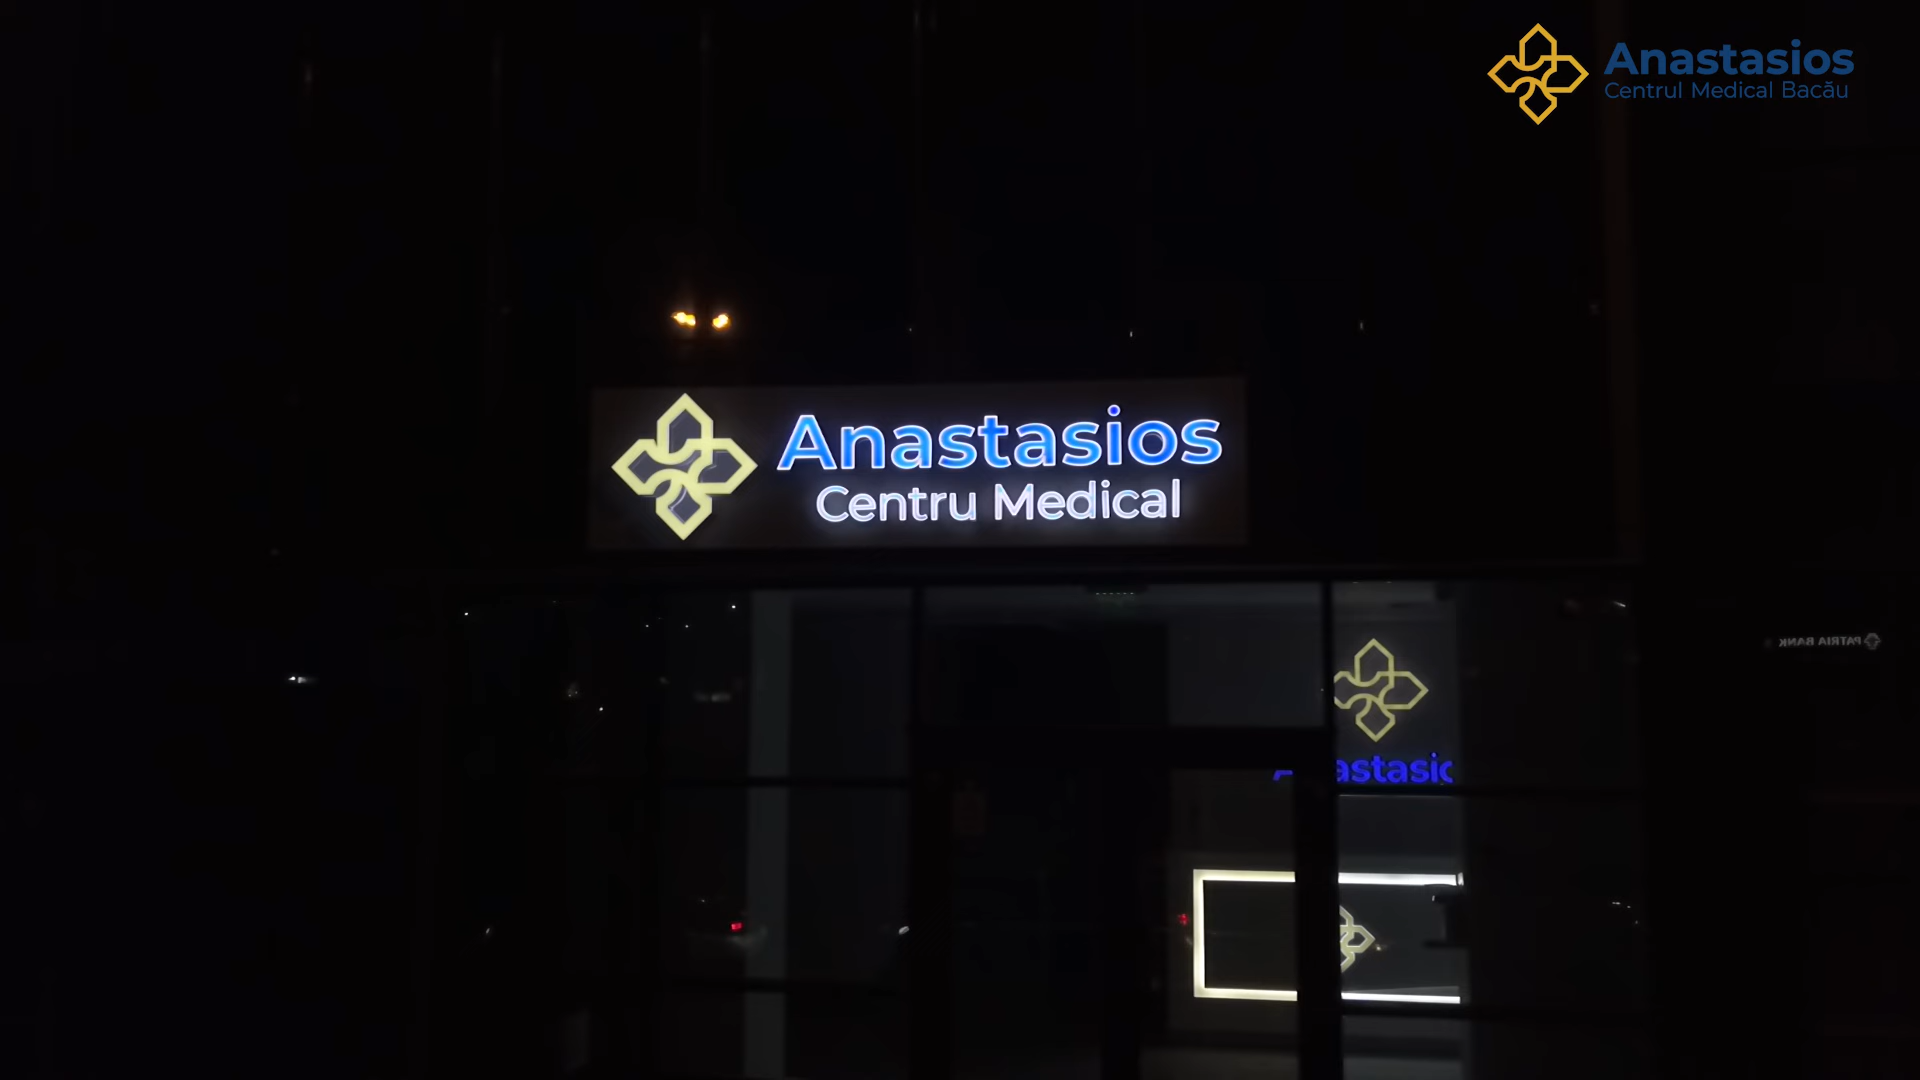 Anastasios
Centrul Medical Bacău
Anastasios
Centru Medical
PATRIA BANK
astasio